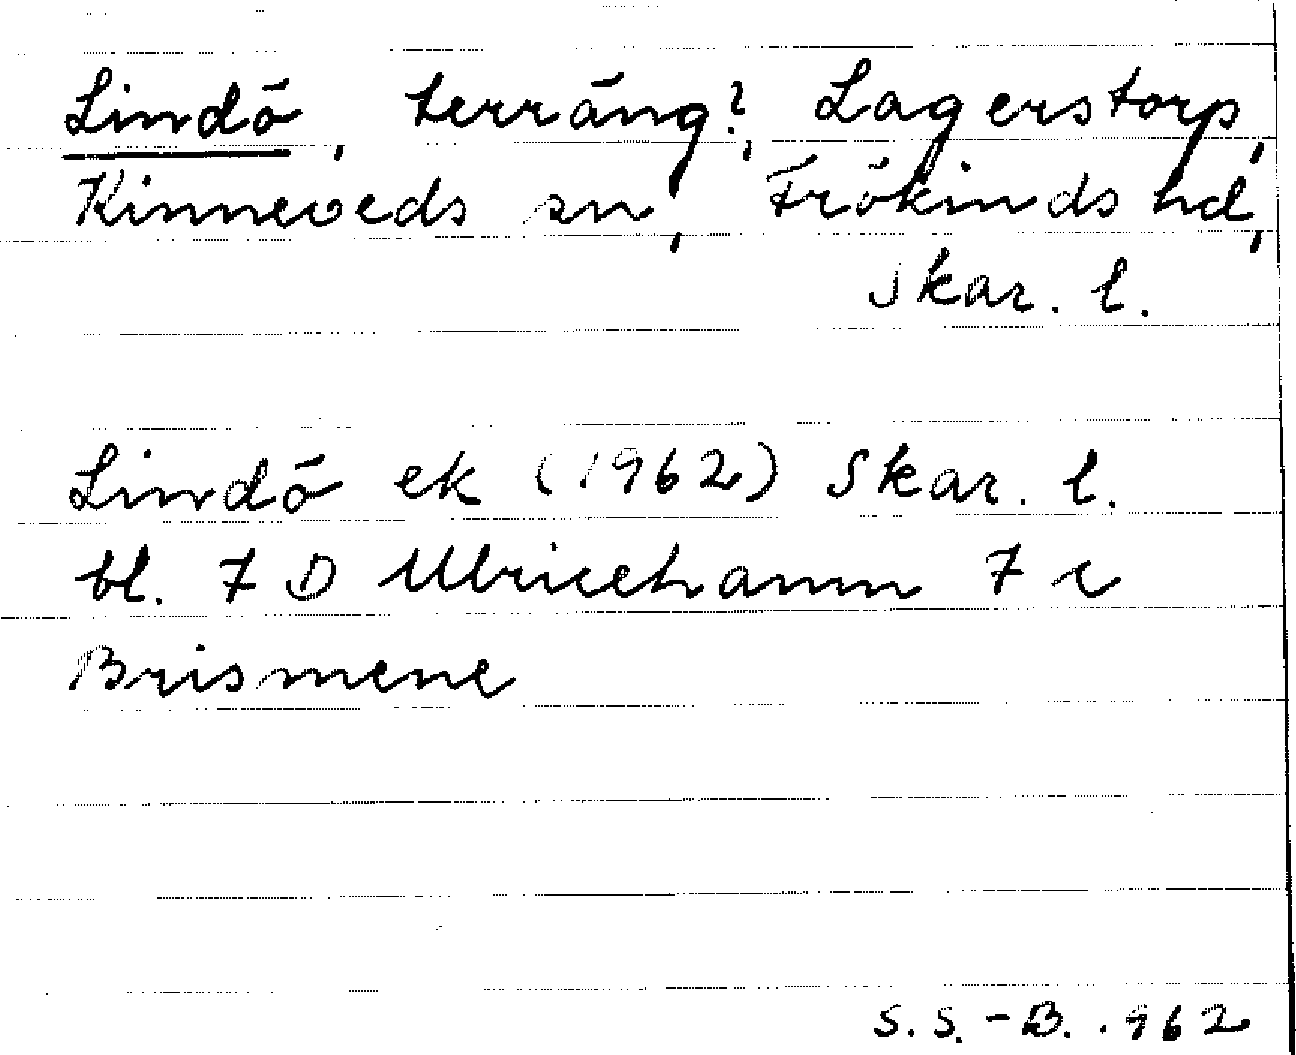 Lindö, terräng?, Lagerstorp,
Kinneveds sn, Frökinds hd,
Skar. l.
Lindö ek (1962) Skar. l.
bl. 7 D Ulricehamn 7 c
Brismene
S. S. - B. . 962